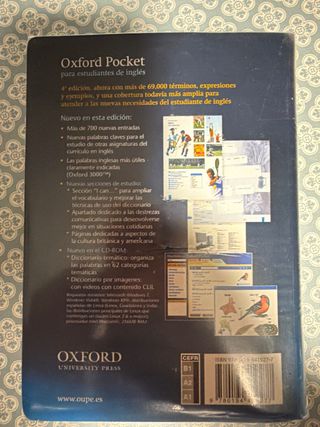 Oxford Pocket
para estudiantes de inglés
4ª edición, ahora con más de 69.000 términos, expresiones
y ejemplos, y una cobertura todavía más amplia para
atender a las nuevas necesidades del estudiante de inglés
Nuevo en esta edición:
• Más de 700 nuevas entradas
• Nuevas palabras claves para el
estudio de otras asignaturas del
currículo en inglés
• Las palabras inglesas más útiles
claramente indicadas
(Oxford 3000™)
• Nuevas secciones de estudio:
* Sección "I can..." para ampliar
el vocabulario y mejorar las
técnicas de uso del diccionario
* Apartado dedicado a las destrezas
comunicativas para desenvolverse
mejor en situaciones cotidianas
* Páginas dedicadas a aspectos de
la cultura británica y americana
• Nuevo en el CD-ROM:
* Diccionario temático: organiza
las palabras en 62 categorías
temáticas
* Diccionario por imágenes
con videos con contenido CLIL
OXFORD
UNIVERSITY PRESS
www.oupe.es
CEFR
B1
A2
A1